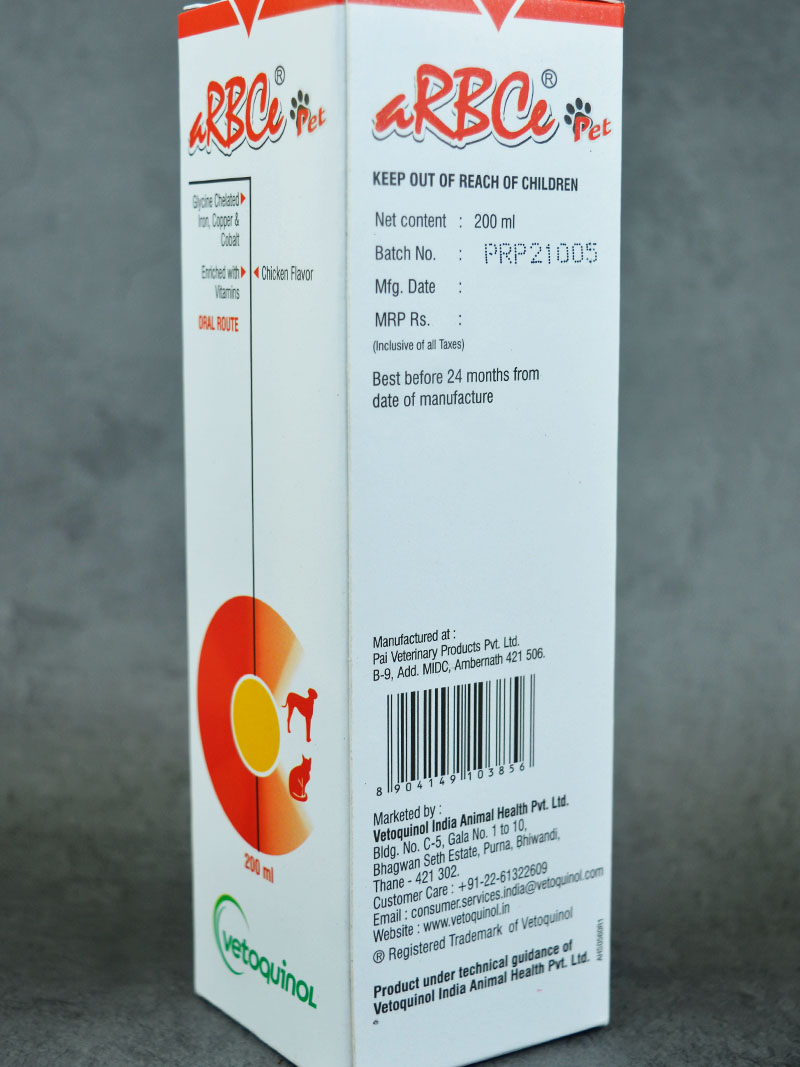 aRBCe® Pet
Glycine Chelated
Iron, Copper &
Cobalt
Enriched with
Vitamins
Chicken Flavor
ORAL ROUTE
200 ml
vetoquinol
aRBCe® Pet
KEEP OUT OF REACH OF CHILDREN
Net content : 200 ml
Batch No. : PRP21005
Mfg. Date :
MRP Rs. :
(Inclusive of all Taxes)
Best before 24 months from
date of manufacture
Manufactured at :
Pai Veterinary Products Pvt. Ltd.
B-9, Add. MIDC, Ambernath 421 506.
8 904149 103856
Marketed by :
Vetoquinol India Animal Health Pvt. Ltd.
Bldg. No. C-5, Gala No. 1 to 10,
Bhagwan Seth Estate, Purna, Bhiwandi,
Thane - 421 302.
Customer Care : +91-22-61322609
Email : consumer.services.india@vetoquinol.com
Website : www.vetoquinol.in
® Registered Trademark of Vetoquinol
Product under technical guidance of
Vetoquinol India Animal Health Pvt. Ltd.